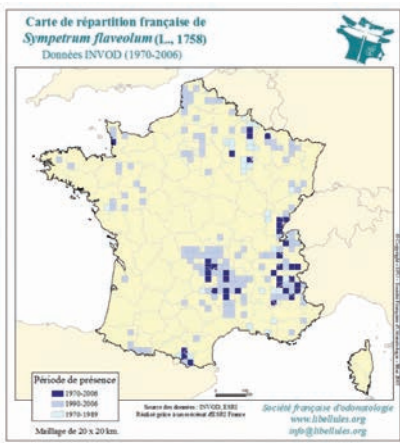 Carte de répartition française de
Sympetrum flaveolum (L., 1758)
Données INVOD (1970-2006)
Période de présence
1970-2006
1990-2006
1970-1989
Maillage de 20 x 20 km.
Source des données : INVOD, ESRI
Société française d'odonatologie
www.libellules.org
info@libellules.org